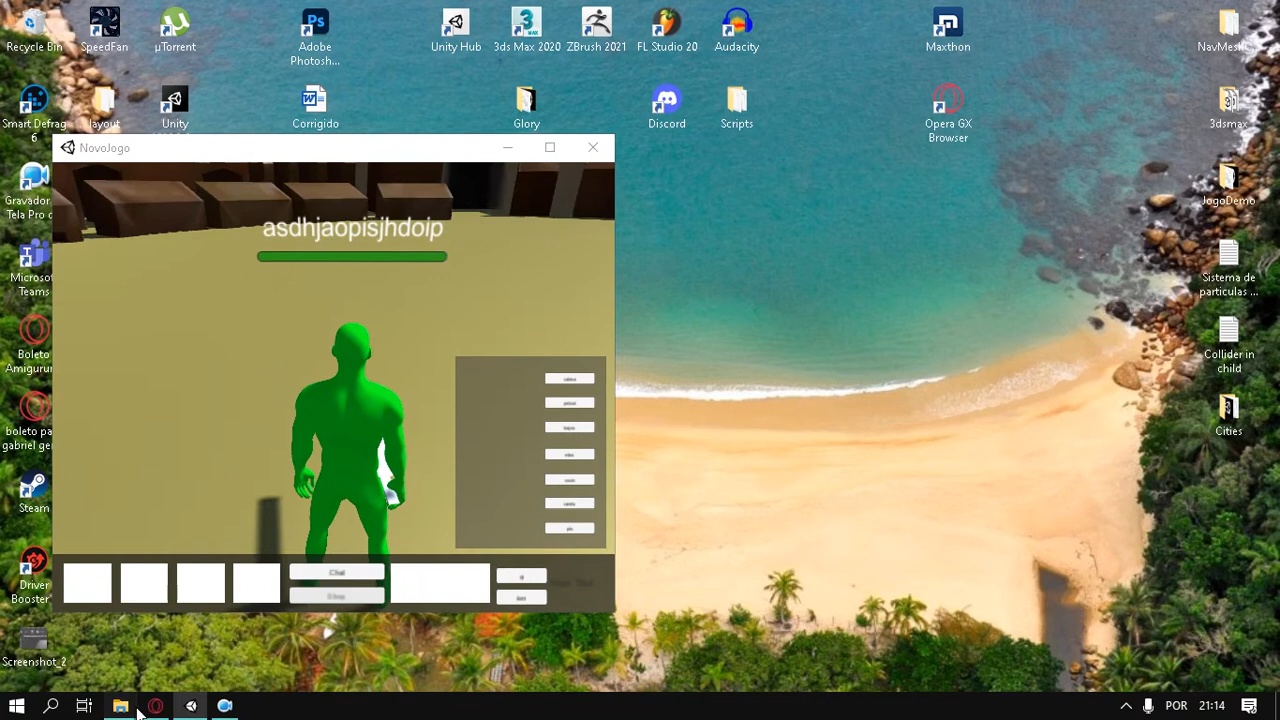 Recycle Bin
SpeedFan
µTorrent
Adobe
Photosh...
Unity Hub
3ds Max 2020
ZBrush 2021
FL Studio 20
Audacity
Maxthon
Smart Defrag
6
layout
Unity
Corrigido
Glory
Discord
Scripts
Opera GX
Browser
3dsmax
NovoJogo
asdhjaopisjhdoip
Gravador
Tela Pro d
JogoDemo
Microso
Teams
Sistema de
particulas ...
Boleto
Amigurum
Collider in
child
boleto pa
gabriel ge
Cities
Steam
Driver
Booster
Chat
Shop
Screenshot_2
POR
21:14